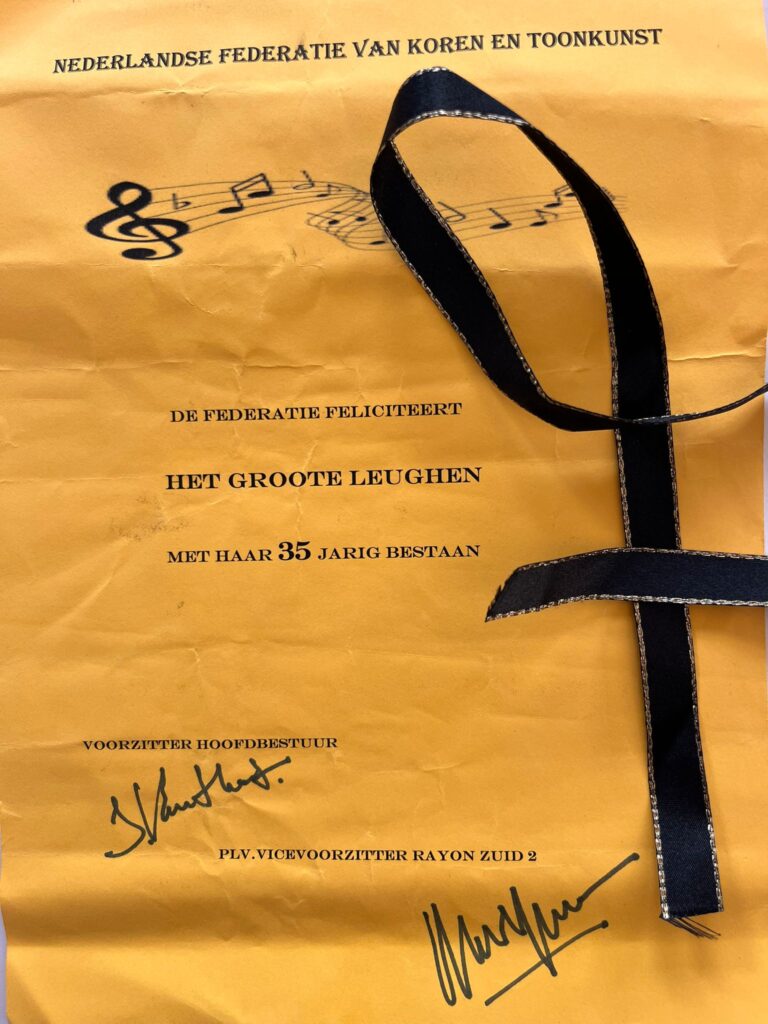 NEDERLANDSE FEDERATIE VAN KOREN EN TOONKUNST
DE FEDERATIE FELICITEERT
HET GROOTE LEUGHEN
MET HAAR 35 JARIG BESTAAN
VOORZITTER HOOFDBESTUUR
PLV.VICEVOORZITTER RAYON ZUID 2